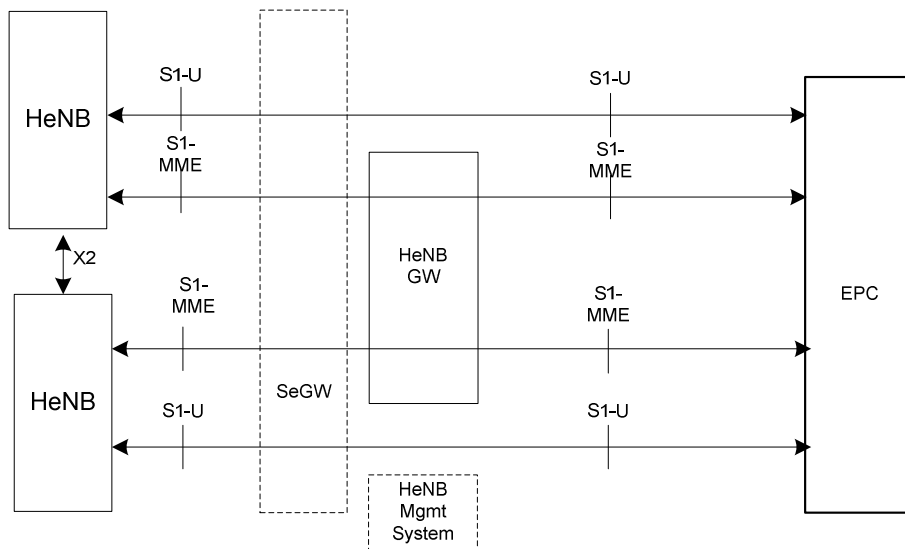 S1-U
S1-U
HeNB
S1-
MME
S1-
MME
HeNB
GW
X2
S1-
MME
S1-
MME
EPC
HeNB
SeGW
S1-U
S1-U
HeNB
Mgmt
System